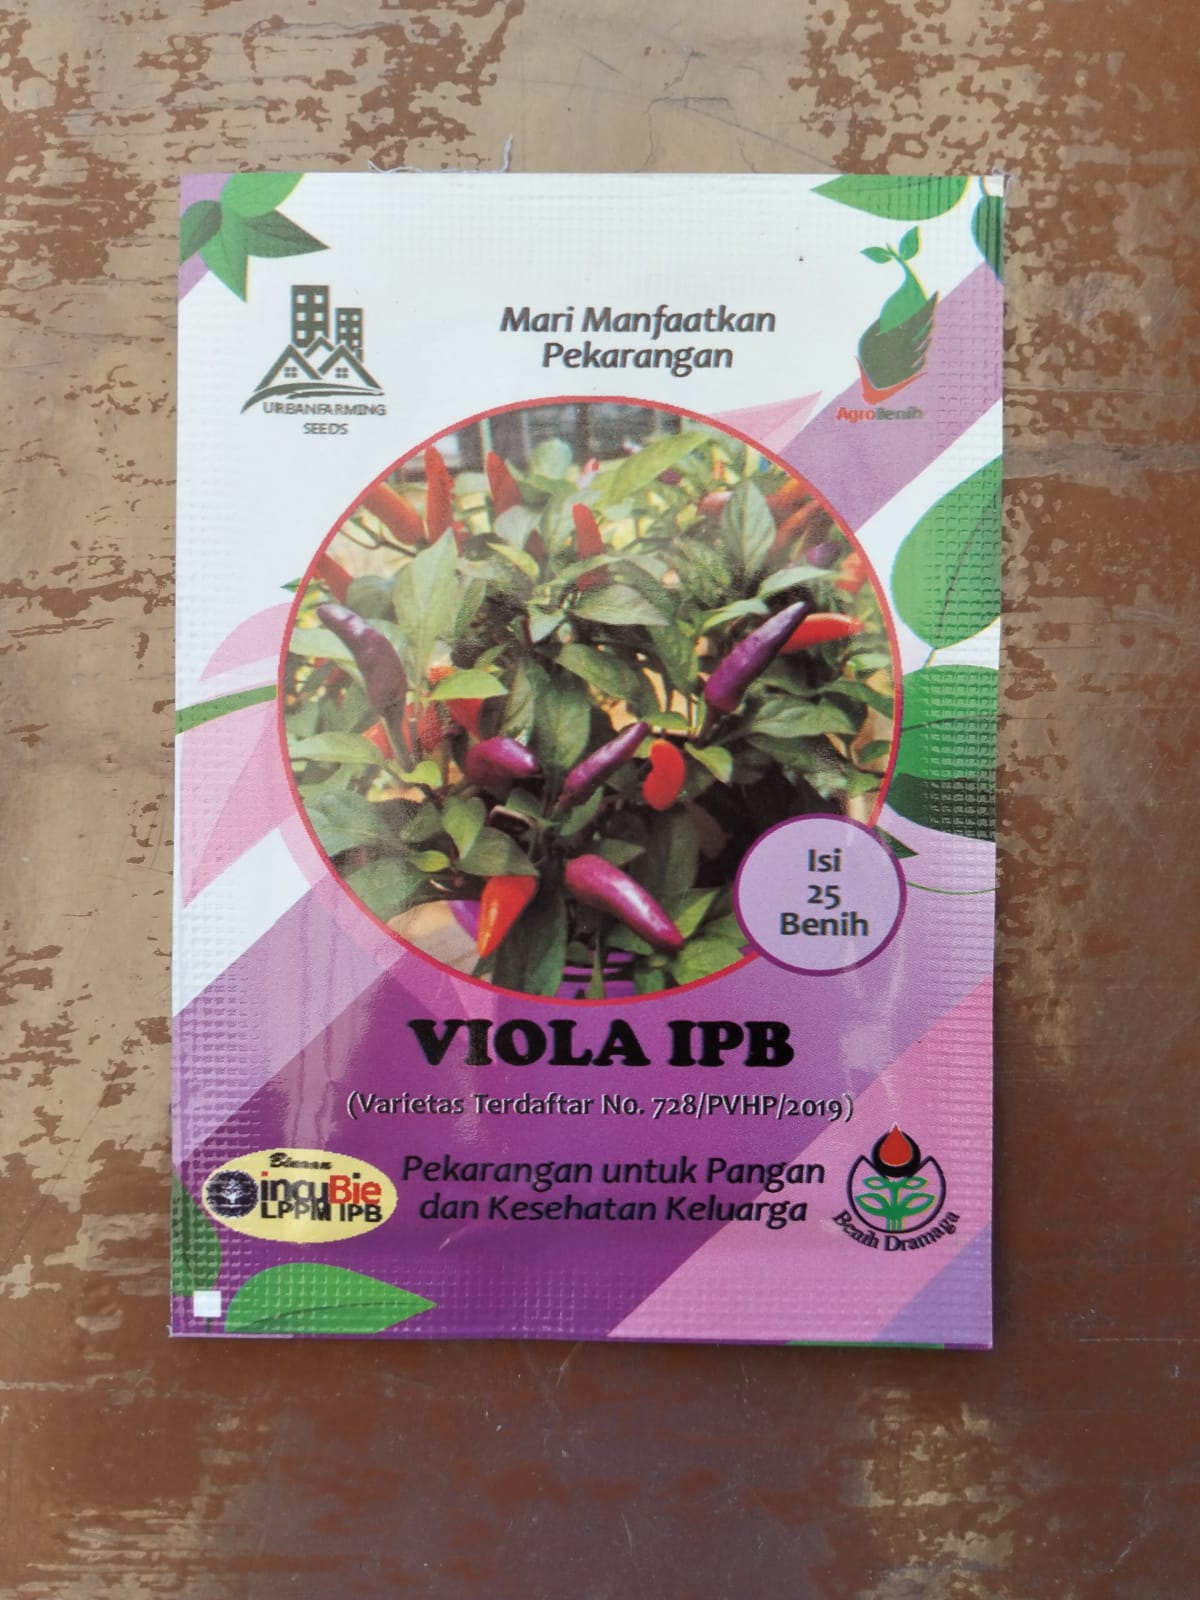 Mari Manfaatkan
Pekarangan
URBANFARMING
SEEDS
AgroBenih
Isi
25
Benih
VIOLA IPB
(Varietas Terdaftar No. 728/PVHP/2019)
Binaan
incuBie
LPPM IPB
Pekarangan untuk Pangan
dan Kesehatan Keluarga
Benih Dramaga